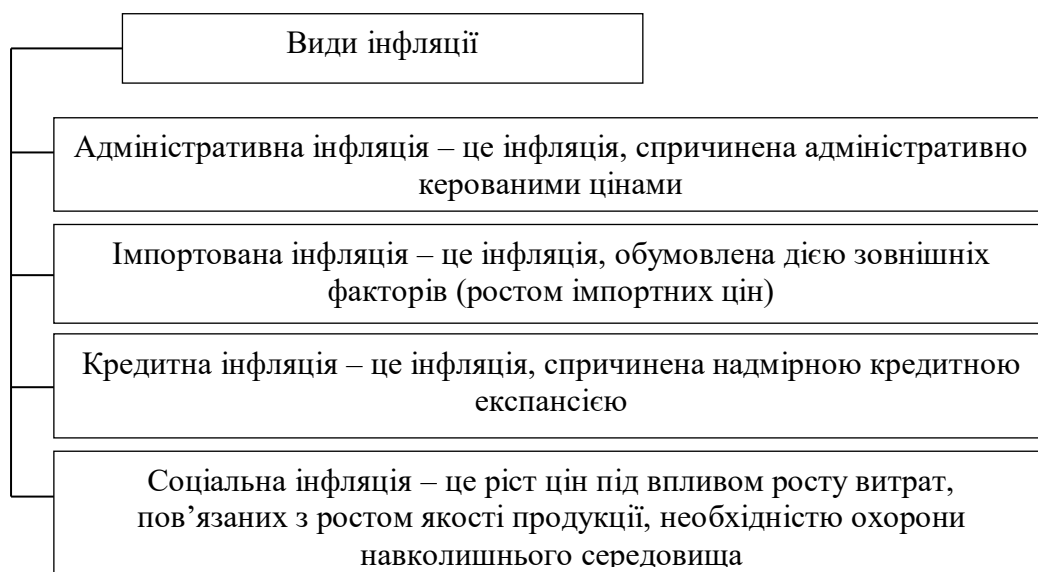 Види інфляції
Адміністративна інфляція – це інфляція, спричинена адміністративно
керованими цінами
Імпортована інфляція – це інфляція, обумовлена дією зовнішніх
факторів (ростом імпортних цін)
Кредитна інфляція – це інфляція, спричинена надмірною кредитною
експансією
Соціальна інфляція – це ріст цін під впливом росту витрат,
пов’язаних з ростом якості продукції, необхідністю охорони
навколишнього середовища